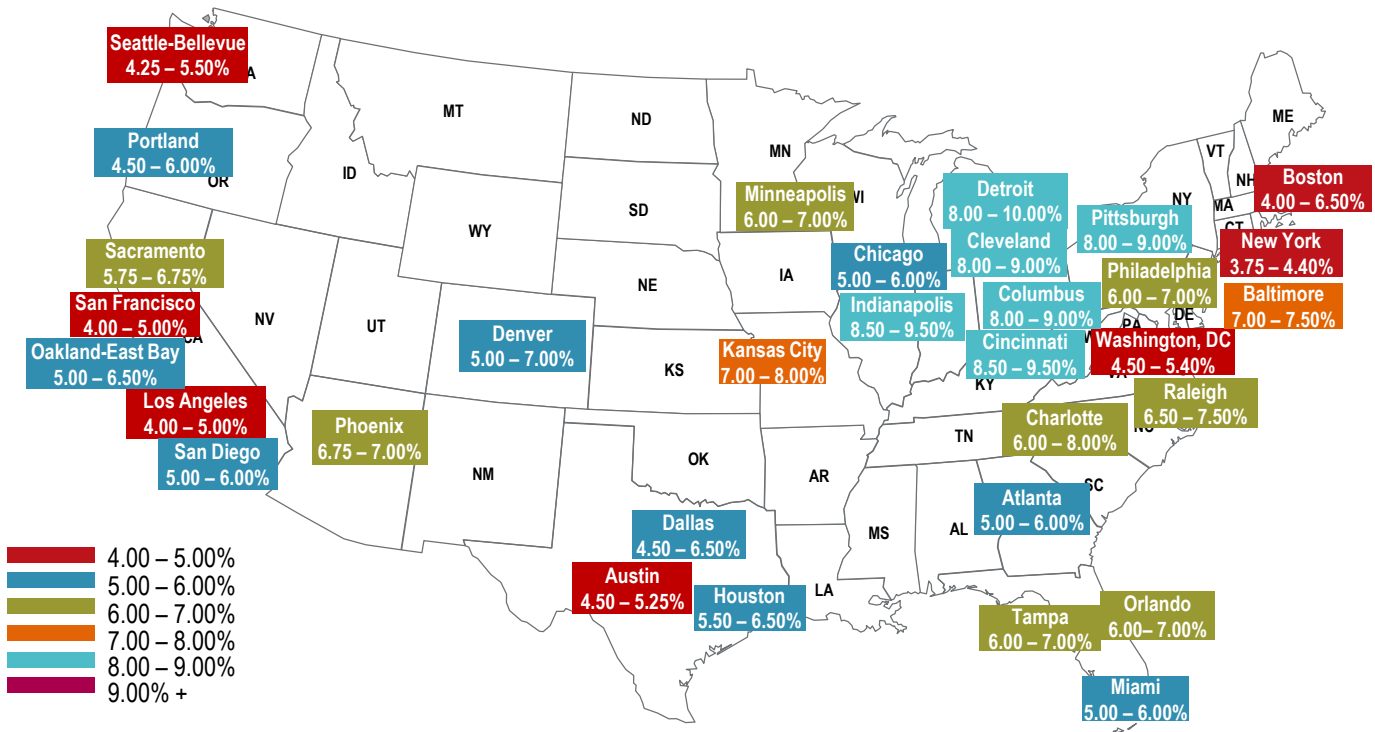 Seattle-Bellevue
4.25 – 5.50%
A
MT
ND
MN
ME
VT
NH
Portland
4.50 – 6.00%
OR
ID
SD
WY
Minneapolis
6.00 – 7.00%
WI
Detroit
8.00 – 10.00%
Pittsburgh
8.00 – 9.00%
NY
MA
CT
Boston
4.00 – 6.50%
New York
3.75 – 4.40%
Sacramento
5.75 – 6.75%
San Francisco
4.00 – 5.00%
CA
Oakland-East Bay
5.00 – 6.50%
NV
UT
Denver
5.00 – 7.00%
NE
IA
Chicago
5.00 – 6.00%
Cleveland
8.00 – 9.00%
Indianapolis
8.50 – 9.50%
Columbus
8.00 – 9.00%
Philadelphia
6.00 – 7.00%
Baltimore
7.00 – 7.50%
DE
PA
W
Cincinnati
8.50 – 9.50%
Washington, DC
4.50 – 5.40%
VA
KY
KS
Kansas City
7.00 – 8.00%
Los Angeles
4.00 – 5.00%
San Diego
5.00 – 6.00%
Phoenix
6.75 – 7.00%
NM
OK
AR
TN
Charlotte
6.00 – 8.00%
Raleigh
6.50 – 7.50%
NC
SC
Atlanta
5.00 – 6.00%
MS
AL
LA
Dallas
4.50 – 6.50%
Austin
4.50 – 5.25%
Houston
5.50 – 6.50%
Tampa
6.00 – 7.00%
Orlando
6.00– 7.00%
Miami
5.00 – 6.00%
4.00 – 5.00%
5.00 – 6.00%
6.00 – 7.00%
7.00 – 8.00%
8.00 – 9.00%
9.00% +